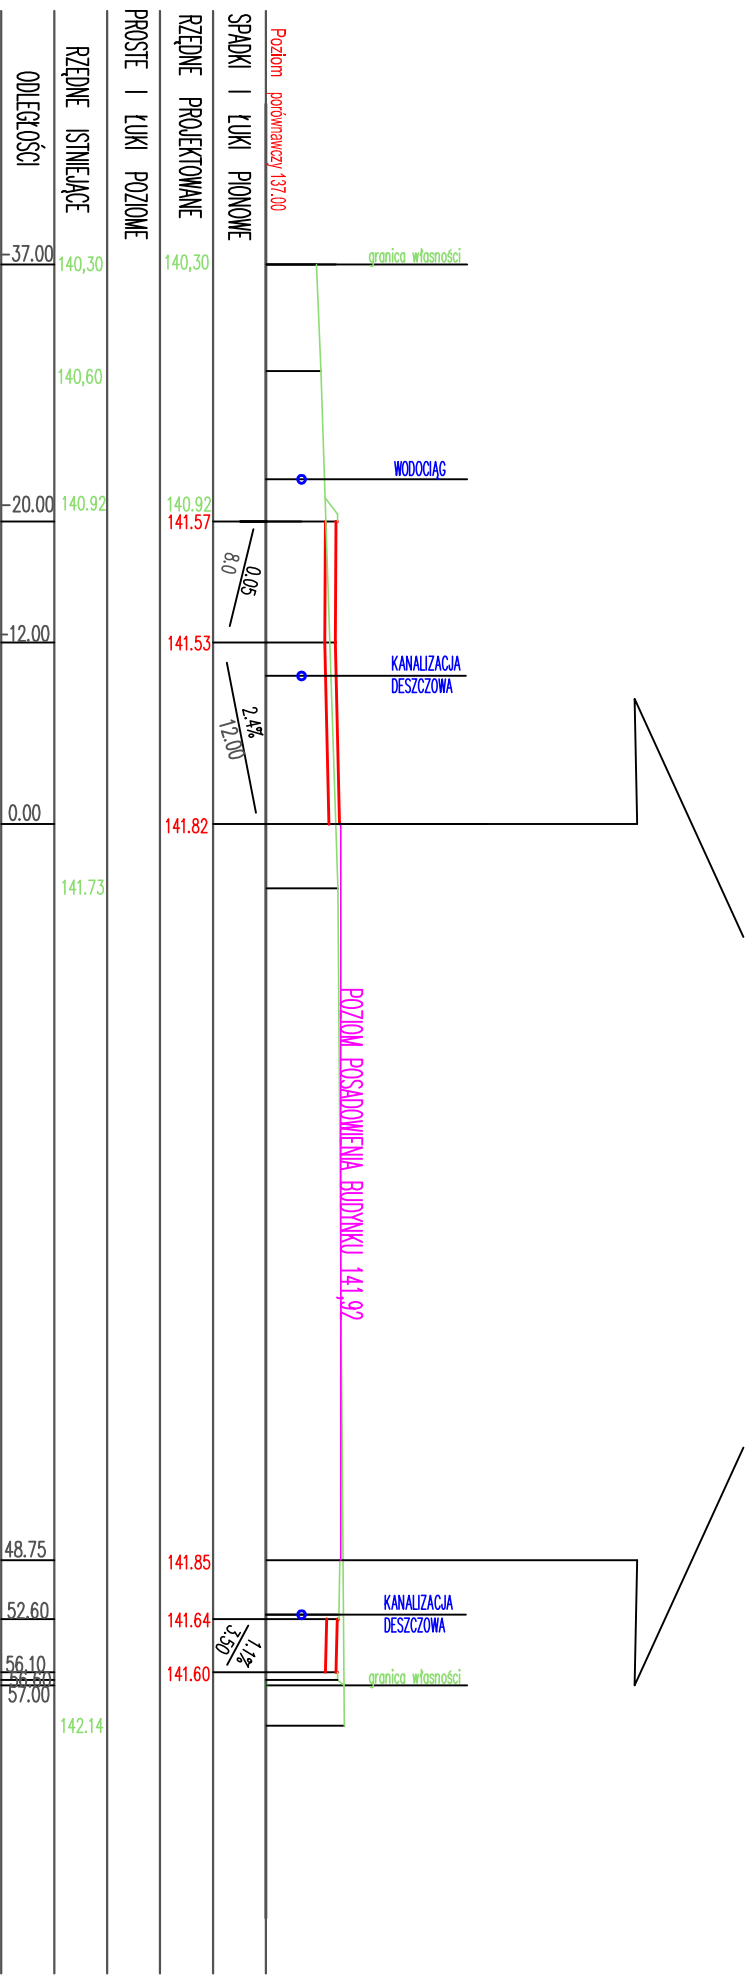 Poziom porównawczy 137.00
SPADKI I ŁUKI PIONOWE
RZĘDNE PROJEKTOWANE
PROSTE I ŁUKI POZIOME
RZĘDNE ISTNIEJĄCE
ODLEGŁOŚCI
-37.00
140,30
140,30
granica własności
140,60
WODOCIĄG
-20.00
140.92
140.92
141.57
0.05
8.0
-12.00
141.53
KANALIZACJA
DESZCZOWA
2.4%
12.00
0.00
141.82
141.73
POZIOM POSADOWIENIA BUDYNKU 141,92
48.75
141.85
KANALIZACJA
DESZCZOWA
52.60
141.64
1.1%
3.50
56.10
141.60
56.60
granica własności
57.00
142.14